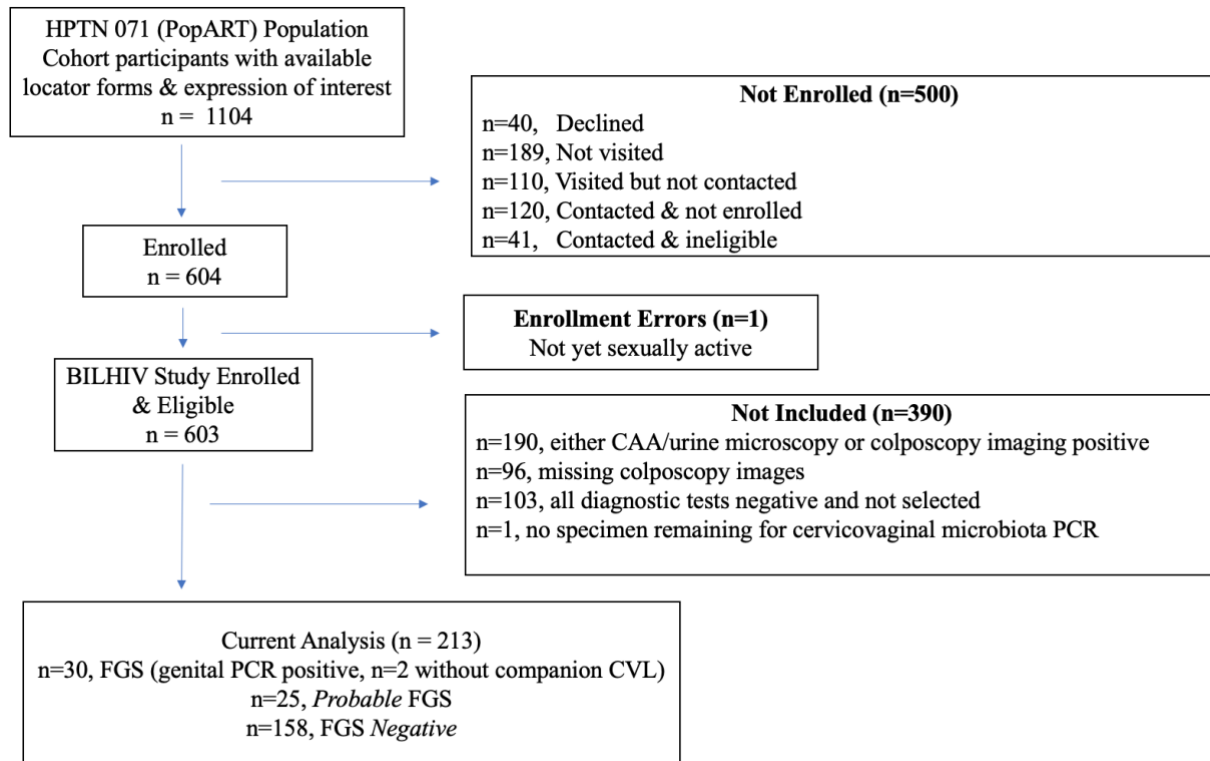 HPTN 071 (PopART) Population
Cohort participants with available
locator forms & expression of interest
n = 1104
Not Enrolled (n=500)
n=40, Declined
n=189, Not visited
n=110, Visited but not contacted
n=120, Contacted & not enrolled
n=41, Contacted & ineligible
Enrolled
n = 604
Enrollment Errors (n=1)
Not yet sexually active
BILHIV Study Enrolled
& Eligible
n = 603
Not Included (n=390)
n=190, either CAA/urine microscopy or colposcopy imaging positive
n=96, missing colposcopy images
n=103, all diagnostic tests negative and not selected
n=1, no specimen remaining for cervicovaginal microbiota PCR
Current Analysis (n = 213)
n=30, FGS (genital PCR positive, n=2 without companion CVL)
n=25, Probable FGS
n=158, FGS Negative